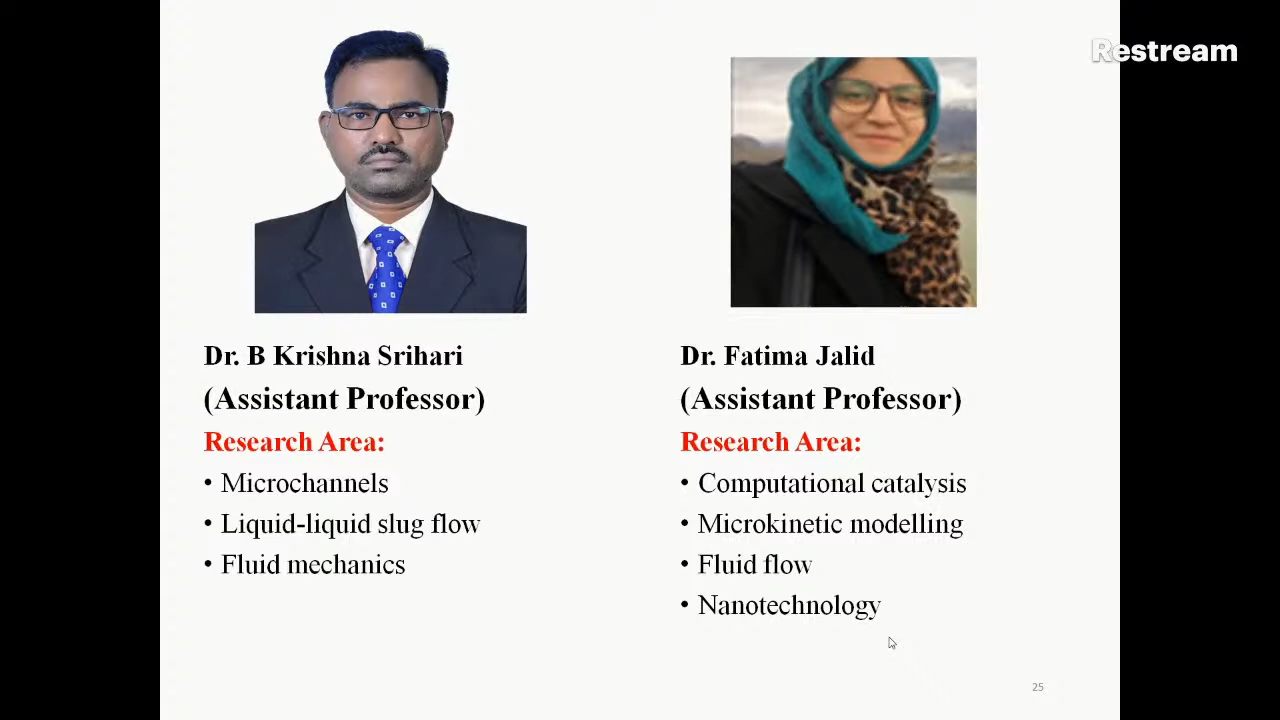 Restream
Dr. B Krishna Srihari
(Assistant Professor)
Research Area:
• Microchannels
• Liquid-liquid slug flow
• Fluid mechanics
Dr. Fatima Jalid
(Assistant Professor)
Research Area:
• Computational catalysis
• Microkinetic modelling
• Fluid flow
• Nanotechnology
25